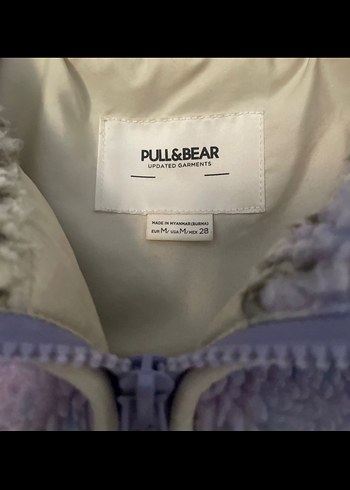 PULL&BEAR
UPDATED GARMENTS
MADE IN MYANMAR(BURMA)
EUR M/USA M/MEX 28